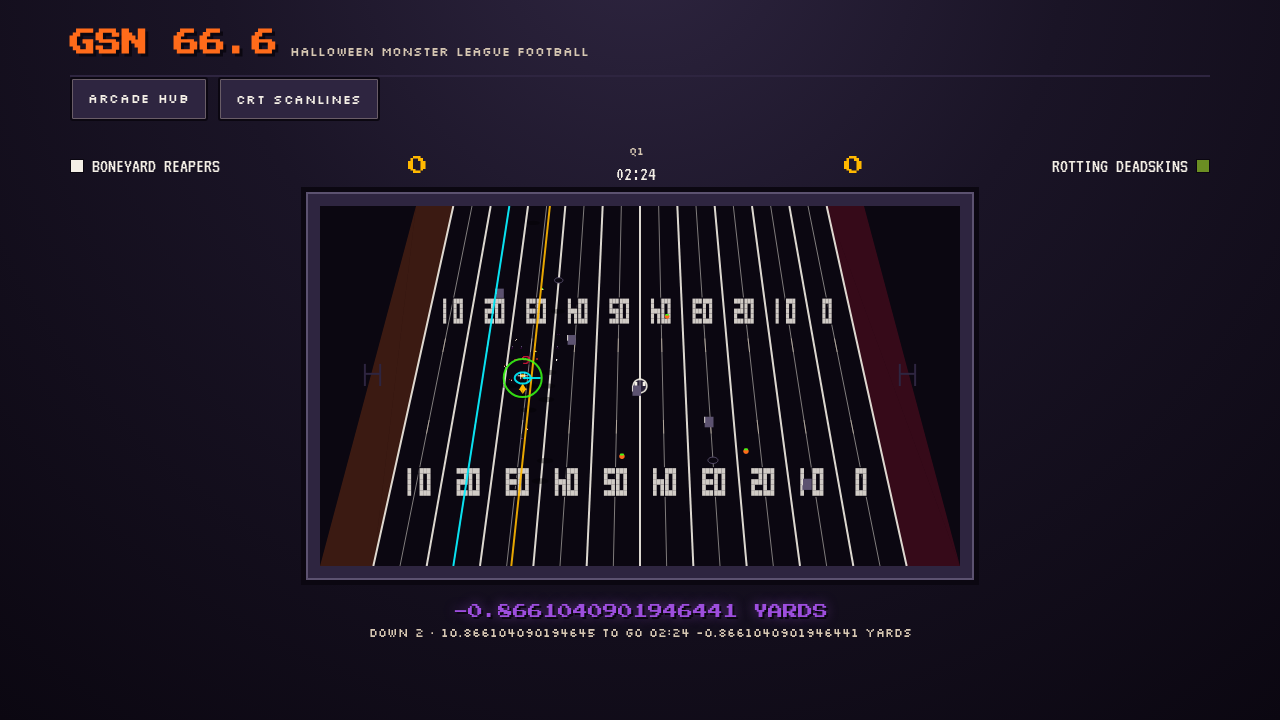 GSN 66.6
HALLOWEEN MONSTER LEAGUE FOOTBALL
ARCADE HUB
CRT SCANLINES
BONEYARD REAPERS
0
Q1
02:24
0
ROTTING DEADSKINS
10 20 30 40 50 40 30 20 10 0
10 20 30 40 50 40 30 20 10 0
-0.8661040901946441 YARDS
DOWN 2 · 10.866104090194645 TO GO 02:24 -0.8661040901946441 YARDS